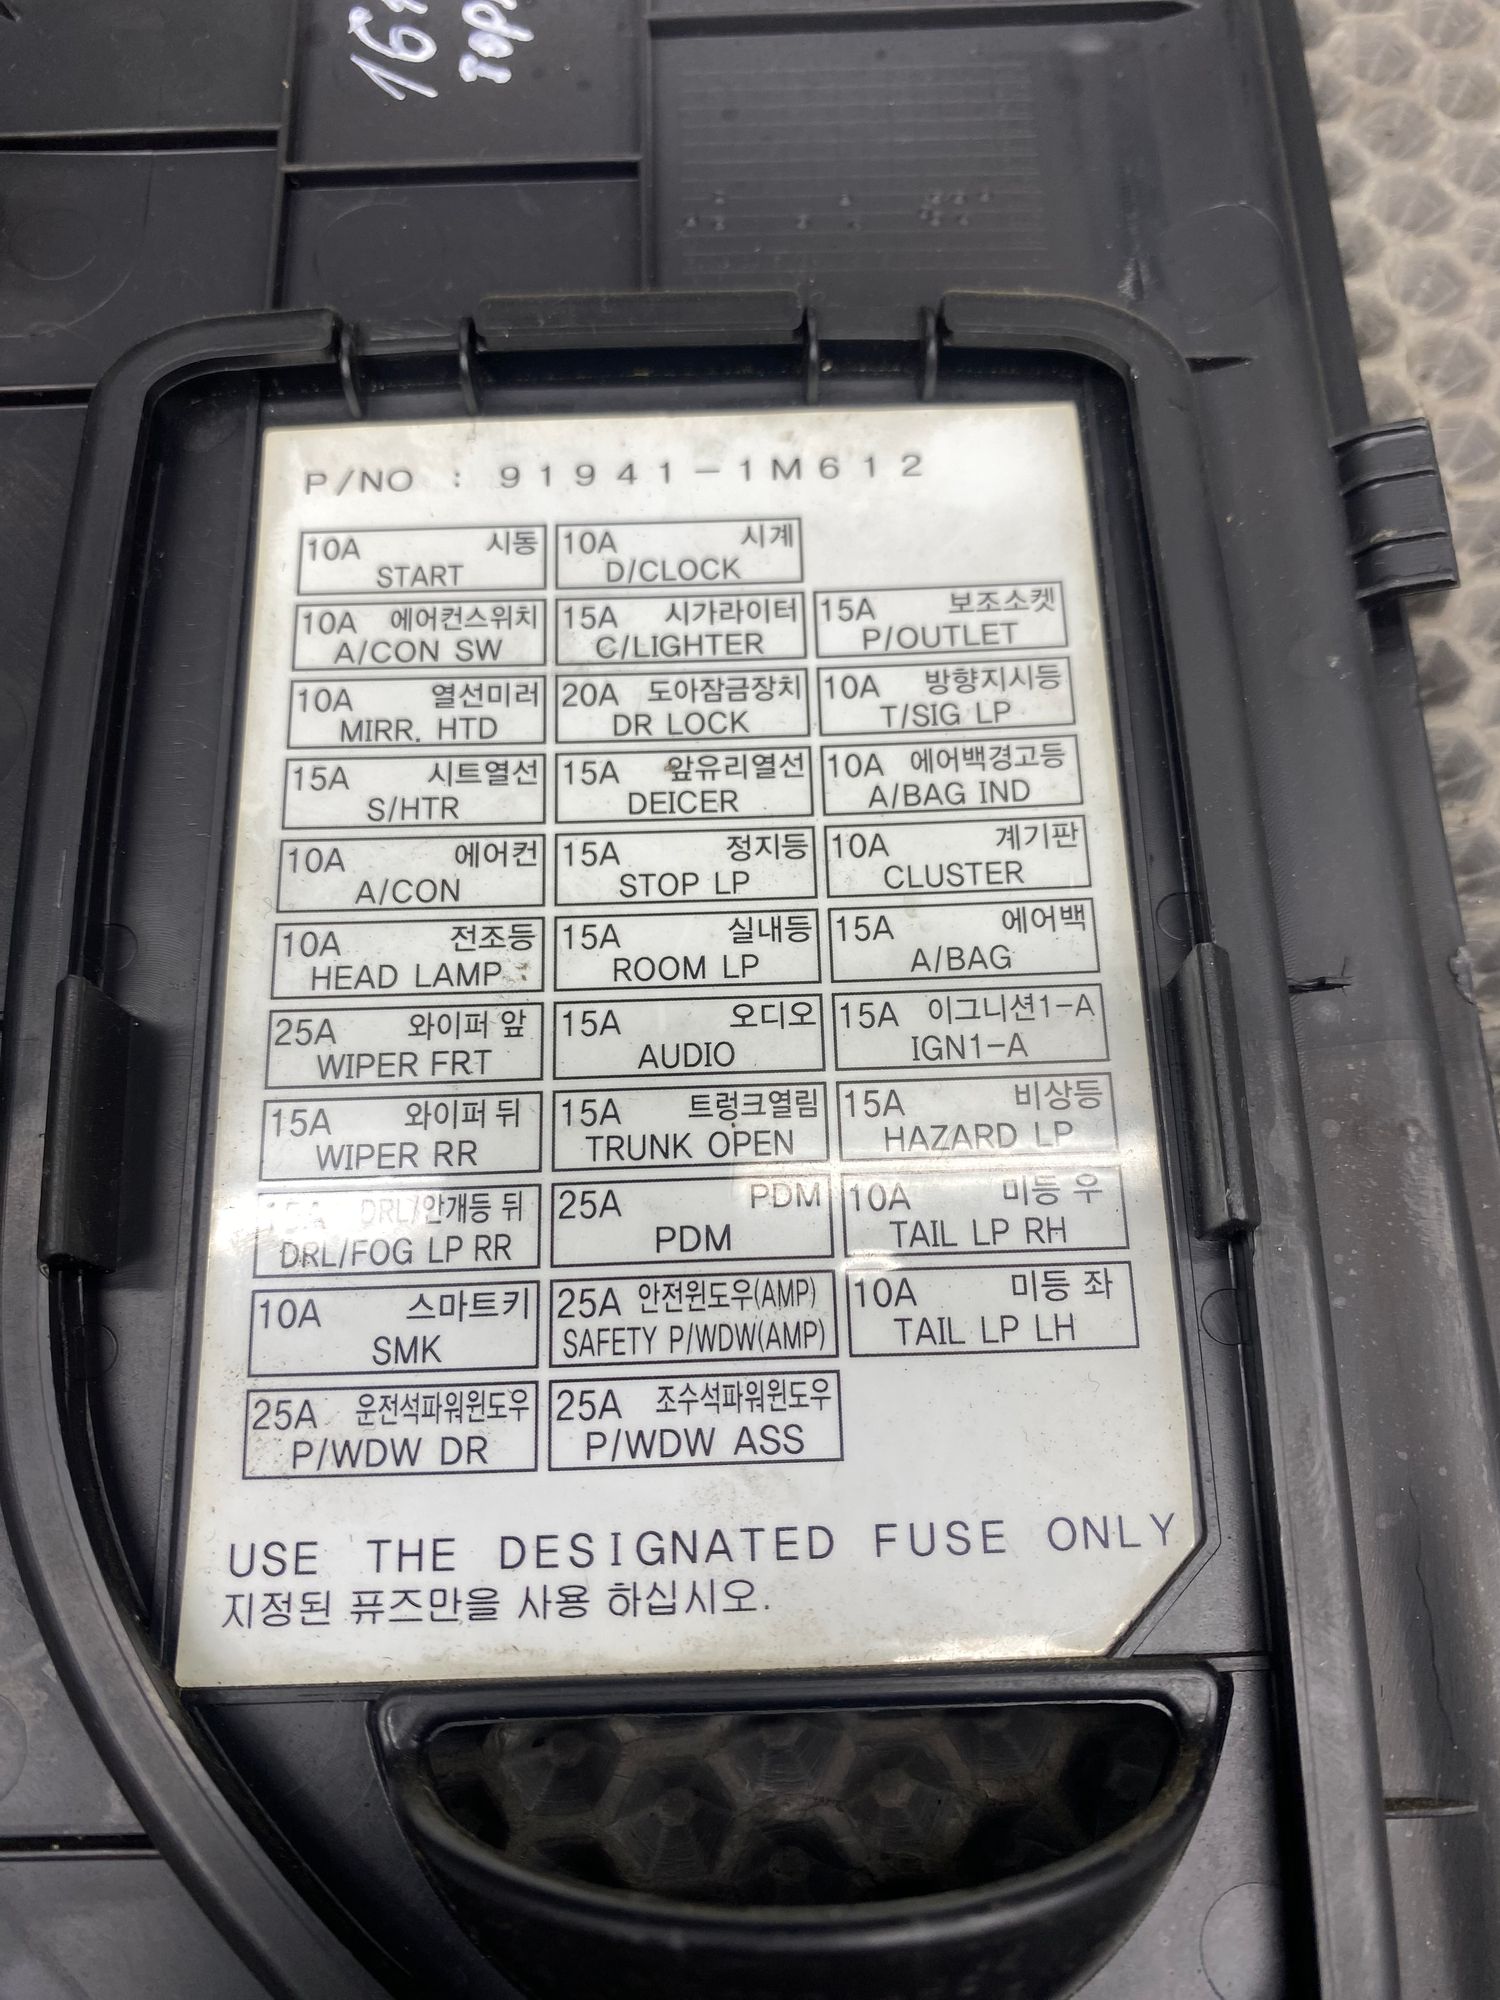 P/NO : 91941-1M612
10A 시동 10A 시계
START D/CLOCK
10A 에어컨스위치 15A 시가라이터 15A 보조소켓
A/CON SW C/LIGHTER P/OUTLET
10A 열선미러 20A 도아잠금장치 10A 방향지시등
MIRR. HTD DR LOCK T/SIG LP
15A 시트열선 15A 앞유리열선 10A 에어백경고등
S/HTR DEICER A/BAG IND
10A 에어컨 15A 정지등 10A 계기판
A/CON STOP LP CLUSTER
10A 전조등 15A 실내등 15A 에어백
HEAD LAMP ROOM LP A/BAG
25A 와이퍼 앞 15A 오디오 15A 이그니션1-A
WIPER FRT AUDIO IGN1-A
15A 와이퍼 뒤 15A 트렁크열림 15A 비상등
WIPER RR TRUNK OPEN HAZARD LP
DRL/안개등 뒤 25A PDM 10A 미등 우
DRL/FOG LP RR PDM TAIL LP RH
10A 스마트키 25A 안전윈도우(AMP) 10A 미등 좌
SMK SAFETY P/WDW(AMP) TAIL LP LH
25A 운전석파워윈도우 25A 조수석파워윈도우
P/WDW DR P/WDW ASS
USE THE DESIGNATED FUSE ONLY
지정된 퓨즈만을 사용 하십시오.